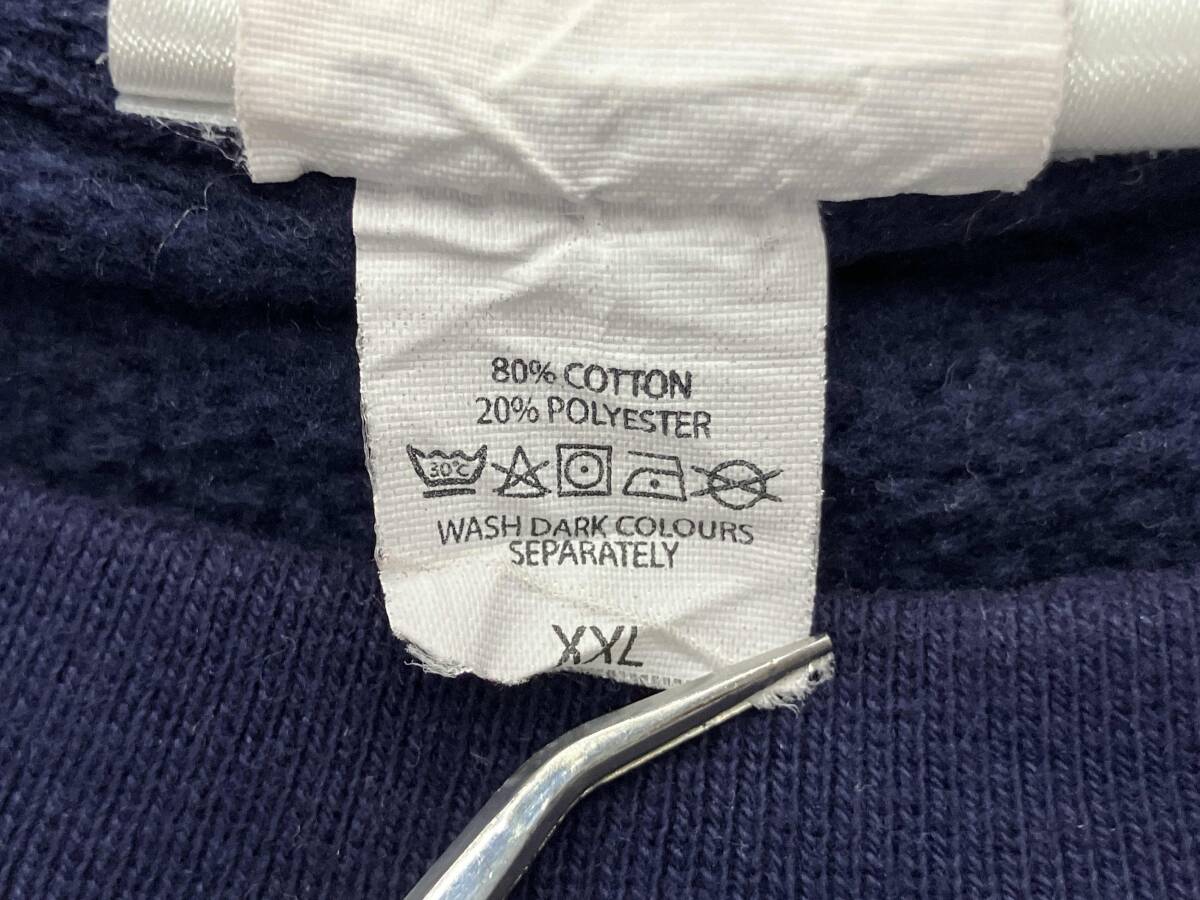 80% COTTON
20% POLYESTER
30°C
WASH DARK COLOURS
SEPARATELY
XXL